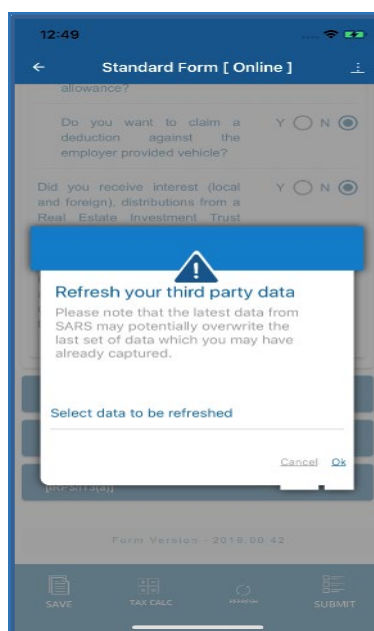 12:49
Standard Form [ Online ]
allowance?
Do you want to claim a
deduction against the
employer provided vehicle?
Y N
Did you receive interest (local
and foreign), distributions from a
Real Estate Investment Trust
Y N
Refresh your third party data
Please note that the latest data from
SARS may potentially overwrite the
last set of data which you may have
already captured.
Select data to be refreshed
Cancel Ok
Form Version - 2018.00.42
SAVE TAX CALC SUBMIT